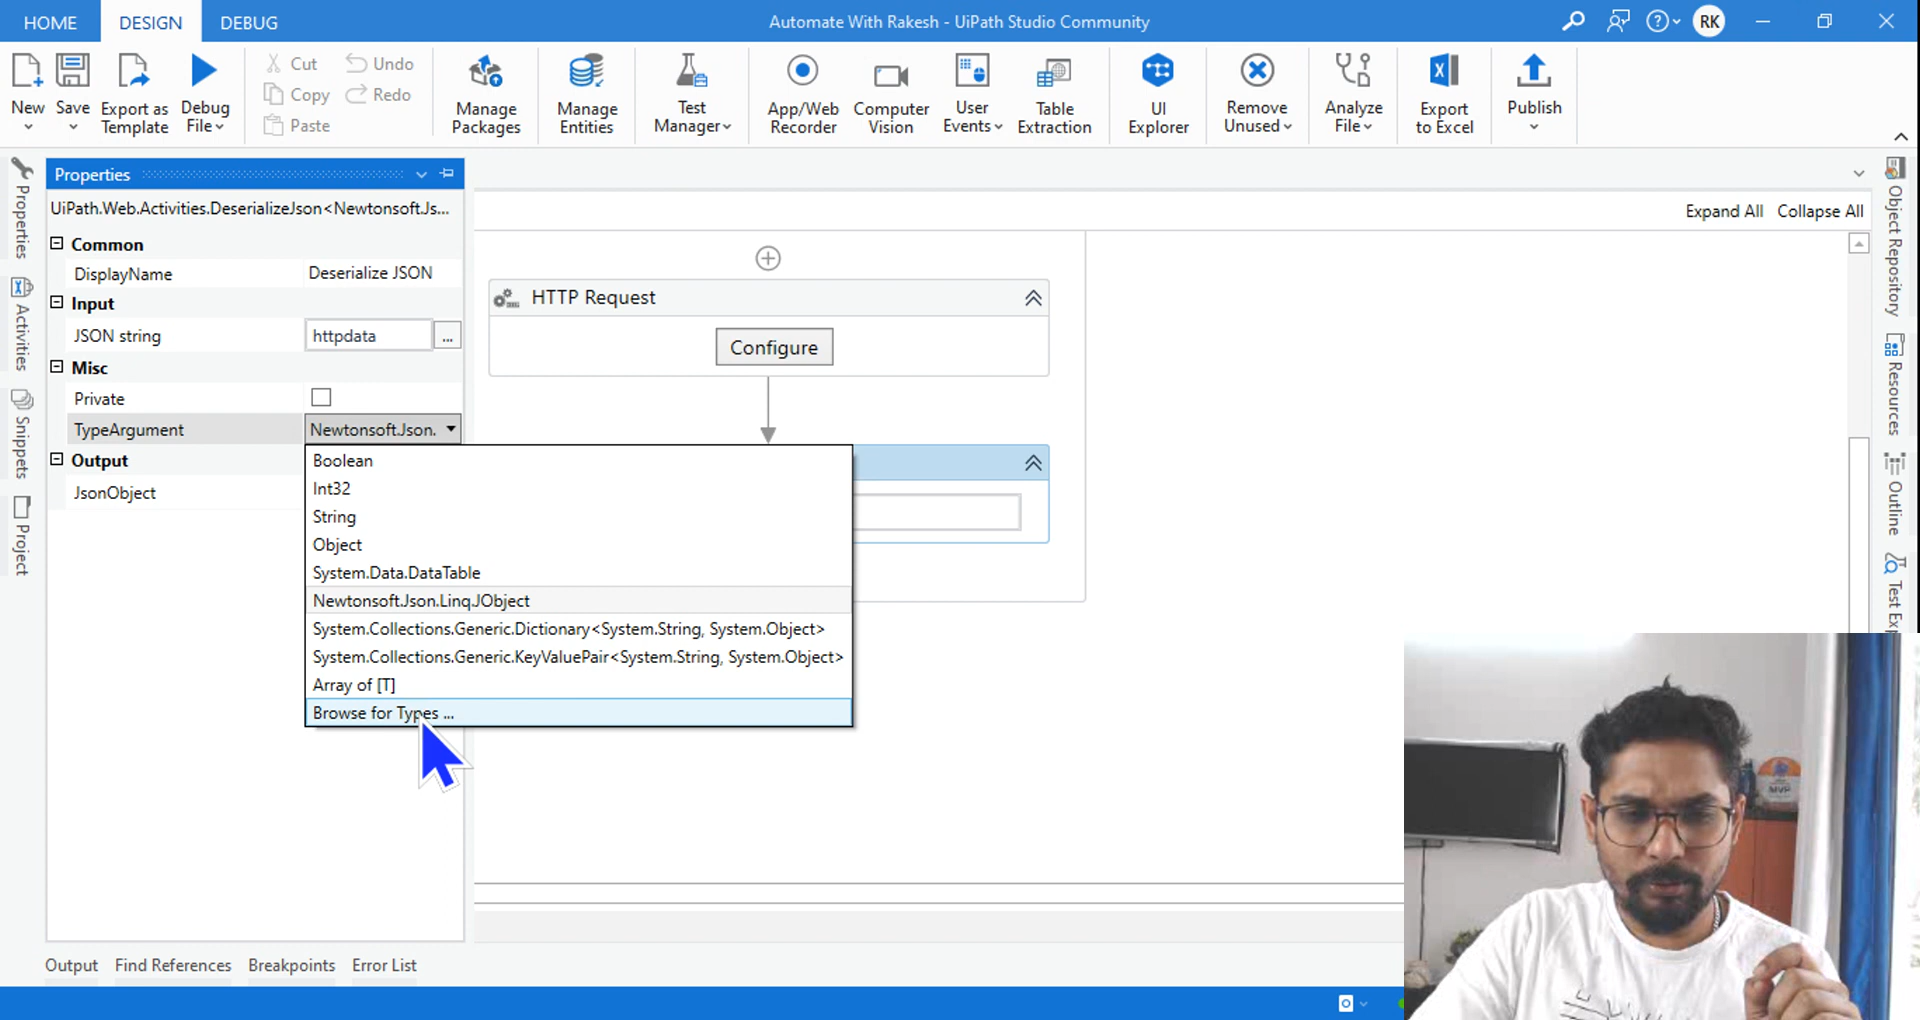 HOME DESIGN DEBUG Automate With Rakesh - UiPath Studio Community RK
New
Save
Export as
Template
Debug
File
Cut
Copy
Paste
Undo
Redo
Manage
Packages
Manage
Entities
Test
Manager
App/Web
Recorder
Computer
Vision
User
Events
Table
Extraction
UI
Explorer
Remove
Unused
Analyze
File
Export
to Excel
Publish
Properties
Activities
Snippets
Project
Properties
UiPath.Web.Activities.DeserializeJson<Newtonsoft.Js...
Common
DisplayName Deserialize JSON
Input
JSON string httpdata ...
Misc
Private
TypeArgument Newtonsoft.Json.
Output
JsonObject
Boolean
Int32
String
Object
System.Data.DataTable
Newtonsoft.Json.Linq.JObject
System.Collections.Generic.Dictionary<System.String, System.Object>
System.Collections.Generic.KeyValuePair<System.String, System.Object>
Array of [T]
Browse for Types ...
Expand All Collapse All
HTTP Request
Configure
Object Repository
Resources
Outline
Test Exp
MVP
Output Find References Breakpoints Error List